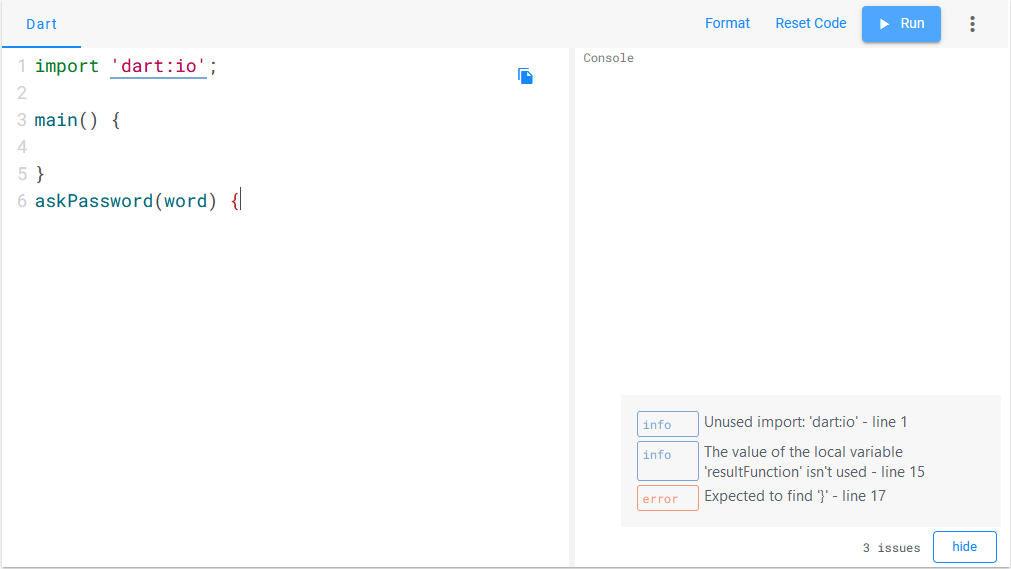 Dart
Format Reset Code Run
1 import 'dart:io';
2
3 main() {
4
5 }
6 askPassword(word) {
Console
info Unused import: 'dart:io' - line 1
info The value of the local variable
'resultFunction' isn't used - line 15
error Expected to find '}' - line 17
3 issues hide